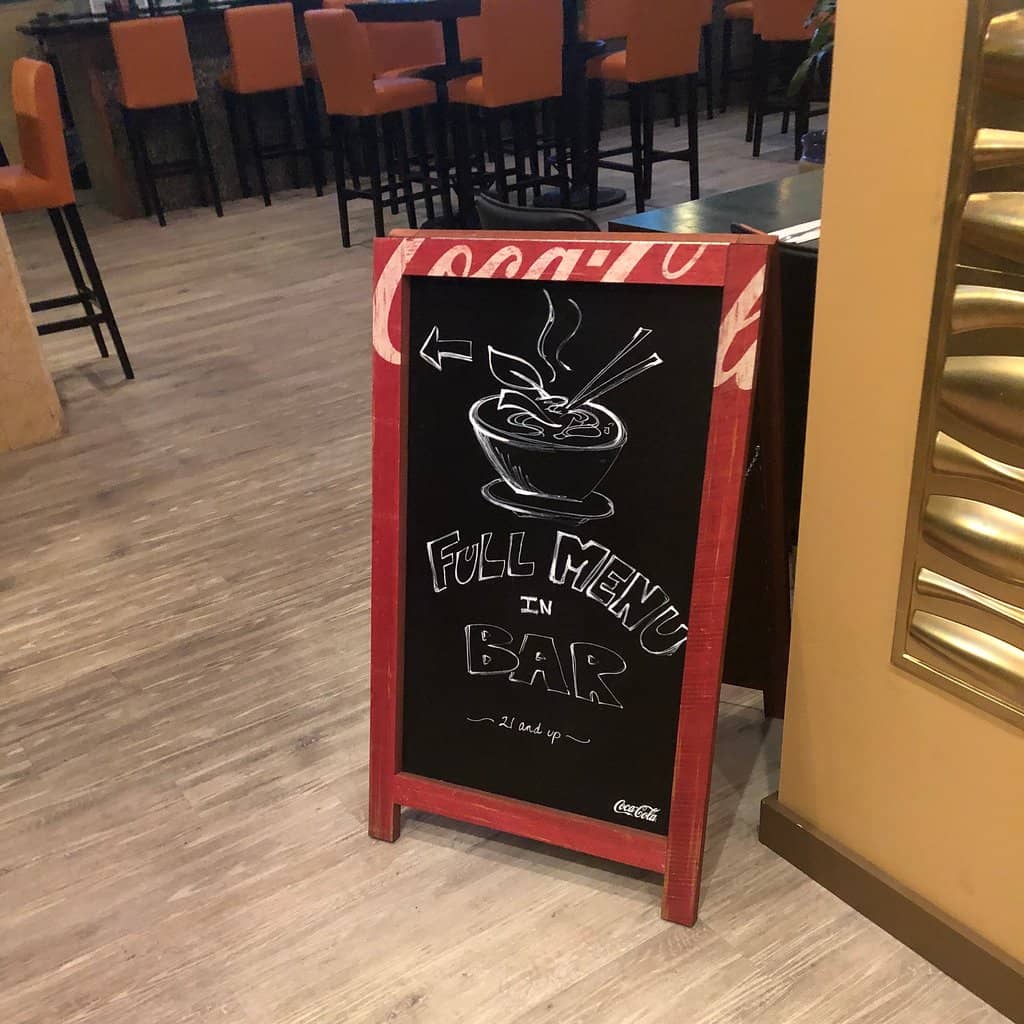 Coca-Cola
FULL MENU
IN
BAR
~ 21 and up ~
Coca-Cola